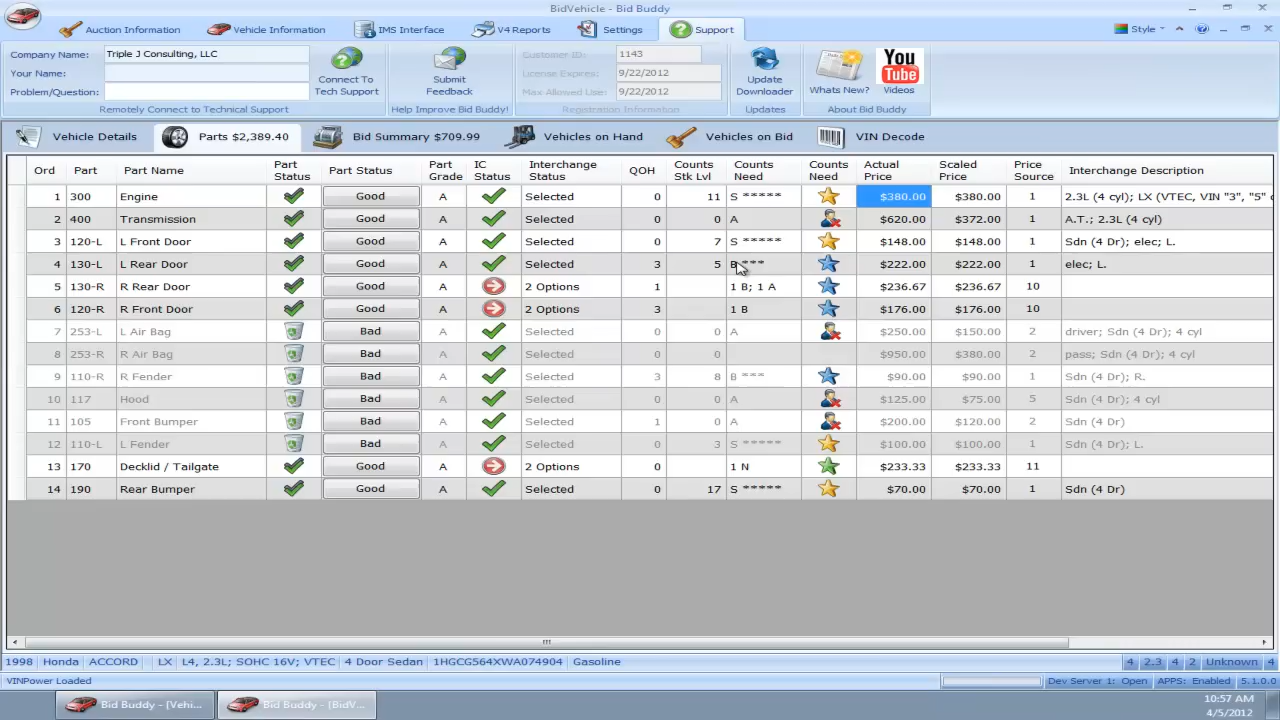 BidVehicle - Bid Buddy
Auction Information Vehicle Information IMS Interface V4 Reports Settings Support Style
Company Name: Triple J Consulting, LLC
Your Name:
Problem/Question:
Connect To Tech Support
Remotely Connect to Technical Support
Submit Feedback
Help Improve Bid Buddy!
Customer ID: 1143
License Expires: 9/22/2012
Max Allowed Use: 9/22/2012
Registration Information
Update Downloader
Updates
Whats New?
You Tube
Videos
About Bid Buddy
Vehicle Details Parts $2,389.40 Bid Summary $709.99 Vehicles on Hand Vehicles on Bid VIN Decode
Ord Part Part Name Part Status Part Status Part Grade IC Status Interchange Status QOH Counts Stk Lvl Counts Need Counts Need Actual Price Scaled Price Price Source Interchange Description
1 300 Engine Good A Selected 0 11 S ***** $380.00 $380.00 1 2.3L (4 cyl); LX (VTEC, VIN "3", "5" o
2 400 Transmission Good A Selected 0 0 A $620.00 $372.00 1 A.T.; 2.3L (4 cyl)
3 120-L L Front Door Good A Selected 0 7 S ***** $148.00 $148.00 1 Sdn (4 Dr); elec; L.
4 130-L L Rear Door Good A Selected 3 5 B *** $222.00 $222.00 1 elec; L.
5 130-R R Rear Door Good A 2 Options 1 1 B; 1 A $236.67 $236.67 10
6 120-R R Front Door Good A 2 Options 3 1 B $176.00 $176.00 10
7 253-L L Air Bag Bad A Selected 0 0 A $250.00 $150.00 2 driver; Sdn (4 Dr); 4 cyl
8 253-R R Air Bag Bad A Selected 0 0 $950.00 $380.00 2 pass; Sdn (4 Dr); 4 cyl
9 110-R R Fender Bad A Selected 3 8 B *** $90.00 $90.00 1 Sdn (4 Dr); R.
10 117 Hood Bad A Selected 0 0 A $125.00 $75.00 5 Sdn (4 Dr); 4 cyl
11 105 Front Bumper Bad A Selected 1 0 A $200.00 $120.00 2 Sdn (4 Dr)
12 110-L L Fender Bad A Selected 0 3 S ***** $100.00 $100.00 1 Sdn (4 Dr); L.
13 170 Decklid / Tailgate Good A 2 Options 0 1 N $233.33 $233.33 11
14 190 Rear Bumper Good A Selected 0 17 S ***** $70.00 $70.00 1 Sdn (4 Dr)
1998 Honda ACCORD LX L4, 2.3L; SOHC 16V; VTEC 4 Door Sedan 1HGCG564XWA074904 Gasoline 4 2.3 4 2 Unknown 4
VINPower Loaded Dev Server 1: Open APPS: Enabled 5.1.0.0
Bid Buddy - [Vehi... Bid Buddy - [BidV... 10:57 AM
4/5/2012